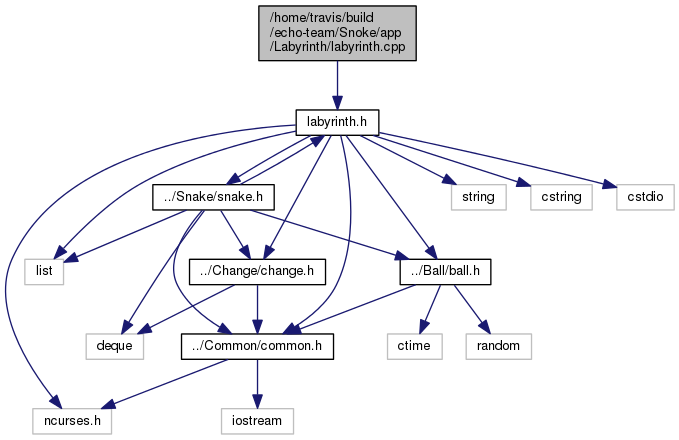 /home/travis/build
/echo-team/Snoke/app
/Labyrinth/labyrinth.cpp
labyrinth.h
../Snake/snake.h
string
cstring
cstdio
list
../Change/change.h
../Ball/ball.h
deque
../Common/common.h
ctime
random
ncurses.h
iostream